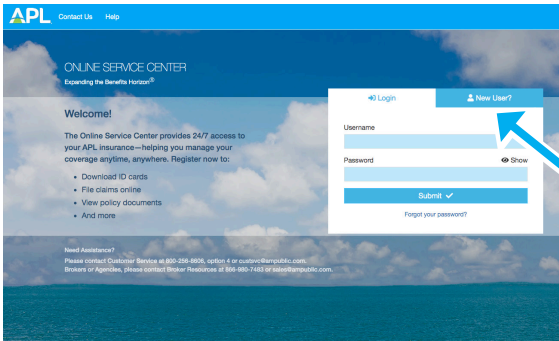 APL Contact Us Help
ONLINE SERVICE CENTER
Expanding the Benefits Horizon®
Login New User?
Welcome!
The Online Service Center provides 24/7 access to
your APL insurance—helping you manage your
coverage anytime, anywhere. Register now to:
• Download ID cards
• File claims online
• View policy documents
• And more
Username
Password Show
Submit
Forgot your password?
Need Assistance?
Please contact Customer Service at 800-256-8606, option 4 or custsvc@ampublic.com.
Brokers or Agencies, please contact Broker Resources at 866-980-7463 or sales@ampublic.com.